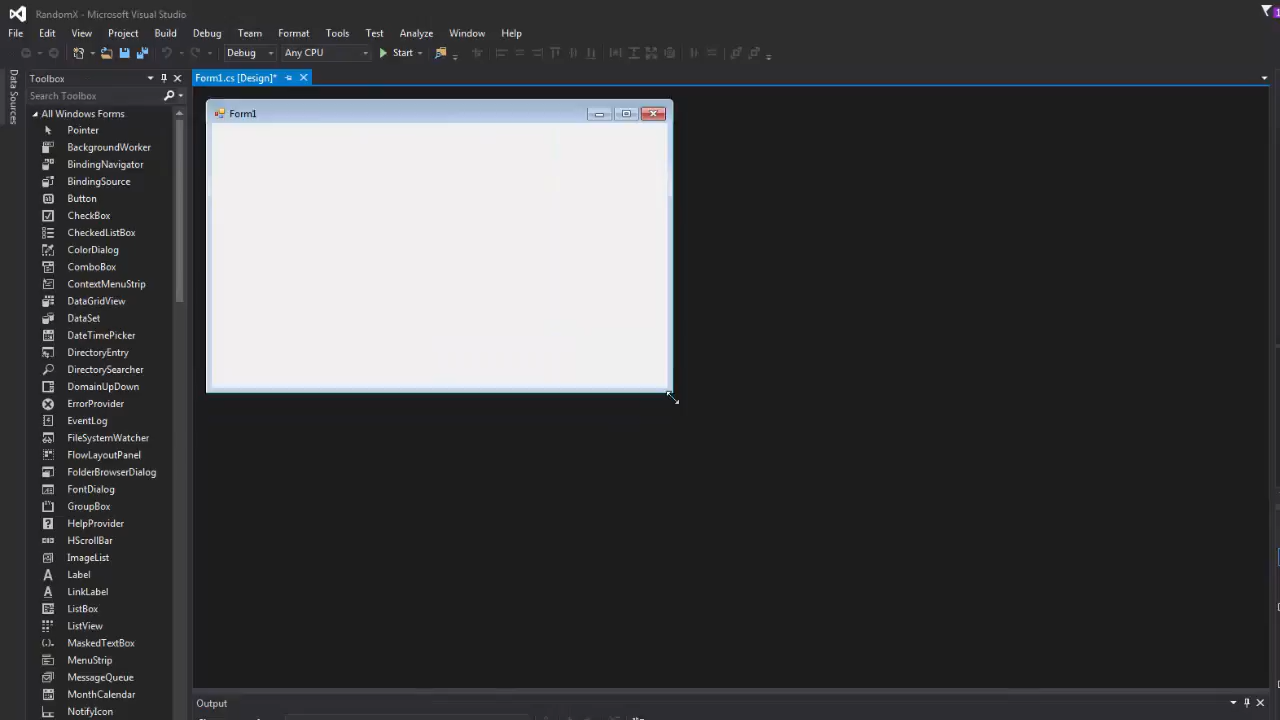 RandomX - Microsoft Visual Studio
File Edit View Project Build Debug Team Format Tools Test Analyze Window Help
Debug Any CPU Start
Data Sources
Toolbox
Form1.cs [Design]*
Search Toolbox
All Windows Forms
Form1
Pointer
BackgroundWorker
BindingNavigator
BindingSource
Button
CheckBox
CheckedListBox
ColorDialog
ComboBox
ContextMenuStrip
DataGridView
DataSet
DateTimePicker
DirectoryEntry
DirectorySearcher
DomainUpDown
ErrorProvider
EventLog
FileSystemWatcher
FlowLayoutPanel
FolderBrowserDialog
FontDialog
GroupBox
HelpProvider
HScrollBar
ImageList
Label
LinkLabel
ListBox
ListView
MaskedTextBox
MenuStrip
MessageQueue
MonthCalendar
NotifyIcon
Output